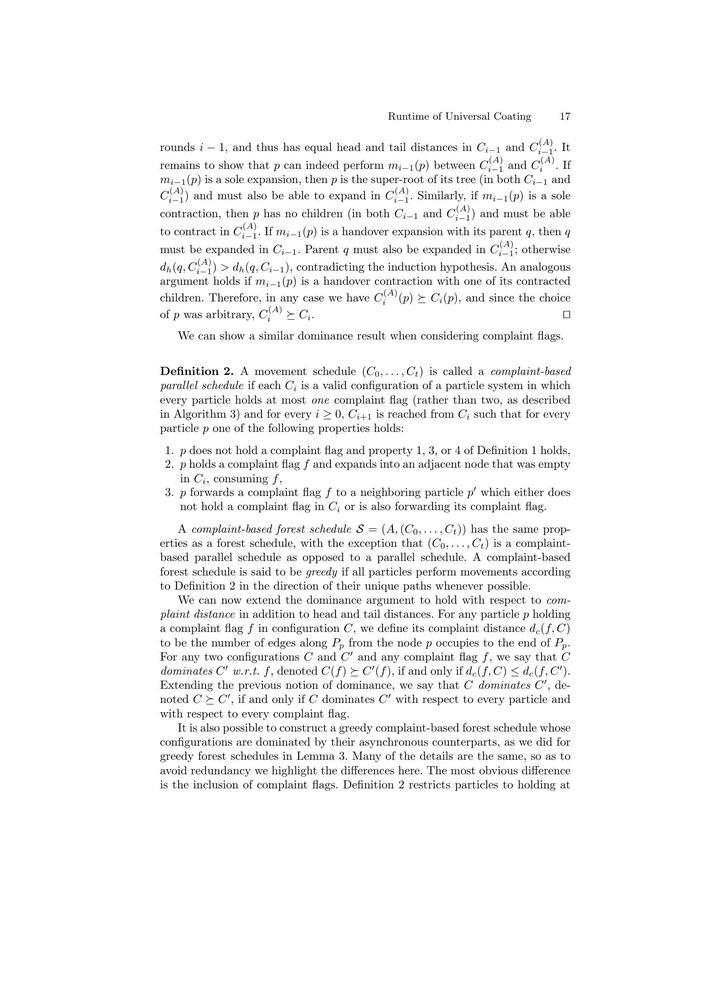 Runtime of Universal Coating 17
rounds i − 1, and thus has equal head and tail distances in C_{i−1} and C_{i−1}^{(A)}. It
remains to show that p can indeed perform m_{i−1}(p) between C_{i−1}^{(A)} and C_i^{(A)}. If
m_{i−1}(p) is a sole expansion, then p is the super-root of its tree (in both C_{i−1} and
C_{i−1}^{(A)}) and must also be able to expand in C_{i−1}^{(A)}. Similarly, if m_{i−1}(p) is a sole
contraction, then p has no children (in both C_{i−1} and C_{i−1}^{(A)}) and must be able
to contract in C_{i−1}^{(A)}. If m_{i−1}(p) is a handover expansion with its parent q, then q
must be expanded in C_{i−1}. Parent q must also be expanded in C_{i−1}^{(A)}; otherwise
d_h(q, C_{i−1}^{(A)}) > d_h(q, C_{i−1}), contradicting the induction hypothesis. An analogous
argument holds if m_{i−1}(p) is a handover contraction with one of its contracted
children. Therefore, in any case we have C_i^{(A)}(p) ⪰ C_i(p), and since the choice
of p was arbitrary, C_i^{(A)} ⪰ C_i. □
We can show a similar dominance result when considering complaint flags.
Definition 2. A movement schedule (C_0, . . . , C_t) is called a complaint-based
parallel schedule if each C_i is a valid configuration of a particle system in which
every particle holds at most one complaint flag (rather than two, as described
in Algorithm 3) and for every i ≥ 0, C_{i+1} is reached from C_i such that for every
particle p one of the following properties holds:
1. p does not hold a complaint flag and property 1, 3, or 4 of Definition 1 holds,
2. p holds a complaint flag f and expands into an adjacent node that was empty
in C_i, consuming f,
3. p forwards a complaint flag f to a neighboring particle p′ which either does
not hold a complaint flag in C_i or is also forwarding its complaint flag.
A complaint-based forest schedule S = (A, (C_0, . . . , C_t)) has the same prop-
erties as a forest schedule, with the exception that (C_0, . . . , C_t) is a complaint-
based parallel schedule as opposed to a parallel schedule. A complaint-based
forest schedule is said to be greedy if all particles perform movements according
to Definition 2 in the direction of their unique paths whenever possible.
We can now extend the dominance argument to hold with respect to com-
plaint distance in addition to head and tail distances. For any particle p holding
a complaint flag f in configuration C, we define its complaint distance d_c(f, C)
to be the number of edges along P_p from the node p occupies to the end of P_p.
For any two configurations C and C′ and any complaint flag f, we say that C
dominates C′ w.r.t. f, denoted C(f) ⪰ C′(f), if and only if d_c(f, C) ≤ d_c(f, C′).
Extending the previous notion of dominance, we say that C dominates C′, de-
noted C ⪰ C′, if and only if C dominates C′ with respect to every particle and
with respect to every complaint flag.
It is also possible to construct a greedy complaint-based forest schedule whose
configurations are dominated by their asynchronous counterparts, as we did for
greedy forest schedules in Lemma 3. Many of the details are the same, so as to
avoid redundancy we highlight the differences here. The most obvious difference
is the inclusion of complaint flags. Definition 2 restricts particles to holding at